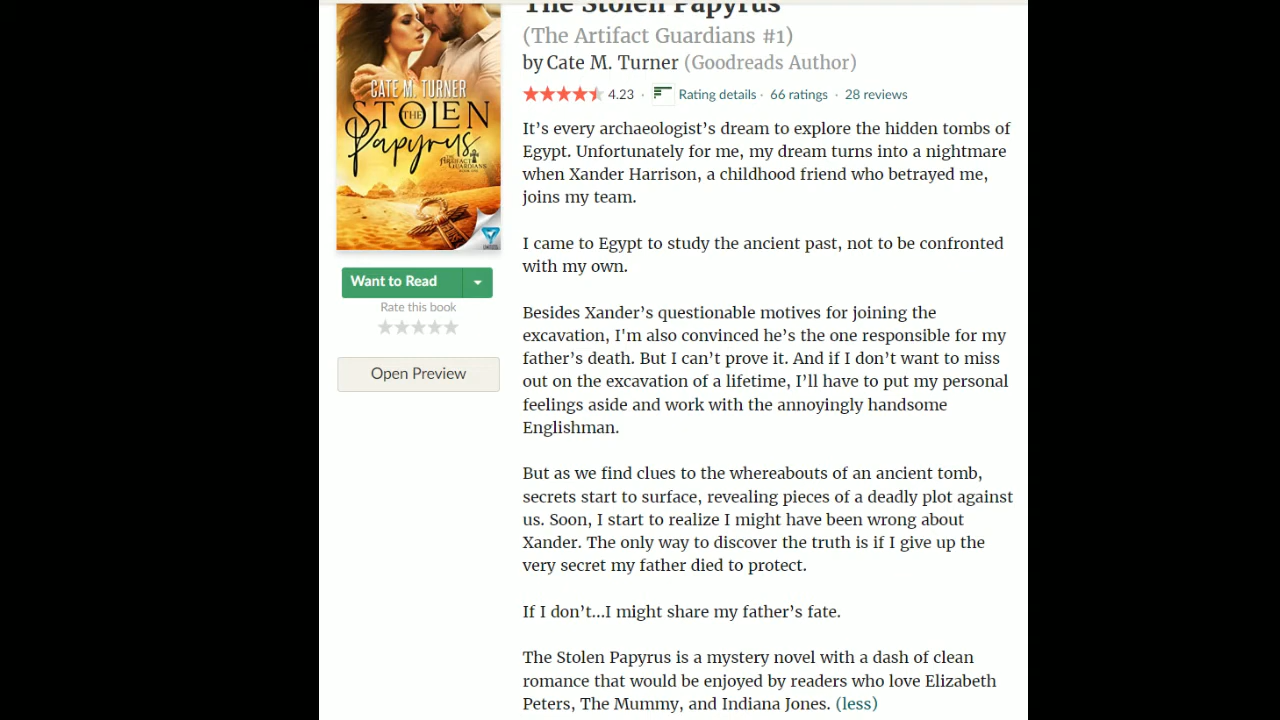 The Stolen Papyrus
(The Artifact Guardians #1)
by Cate M. Turner (Goodreads Author)
4.23 · Rating details · 66 ratings · 28 reviews
It’s every archaeologist’s dream to explore the hidden tombs of
Egypt. Unfortunately for me, my dream turns into a nightmare
when Xander Harrison, a childhood friend who betrayed me,
joins my team.
I came to Egypt to study the ancient past, not to be confronted
with my own.
Besides Xander’s questionable motives for joining the
excavation, I'm also convinced he’s the one responsible for my
father’s death. But I can’t prove it. And if I don’t want to miss
out on the excavation of a lifetime, I’ll have to put my personal
feelings aside and work with the annoyingly handsome
Englishman.
But as we find clues to the whereabouts of an ancient tomb,
secrets start to surface, revealing pieces of a deadly plot against
us. Soon, I start to realize I might have been wrong about
Xander. The only way to discover the truth is if I give up the
very secret my father died to protect.
If I don’t...I might share my father’s fate.
The Stolen Papyrus is a mystery novel with a dash of clean
romance that would be enjoyed by readers who love Elizabeth
Peters, The Mummy, and Indiana Jones. (less)
CATE M. TURNER
THE
STOLEN
Papyrus
THE
ARTIFACT
GUARDIANS
BOOK ONE
Want to Read
Rate this book
Open Preview